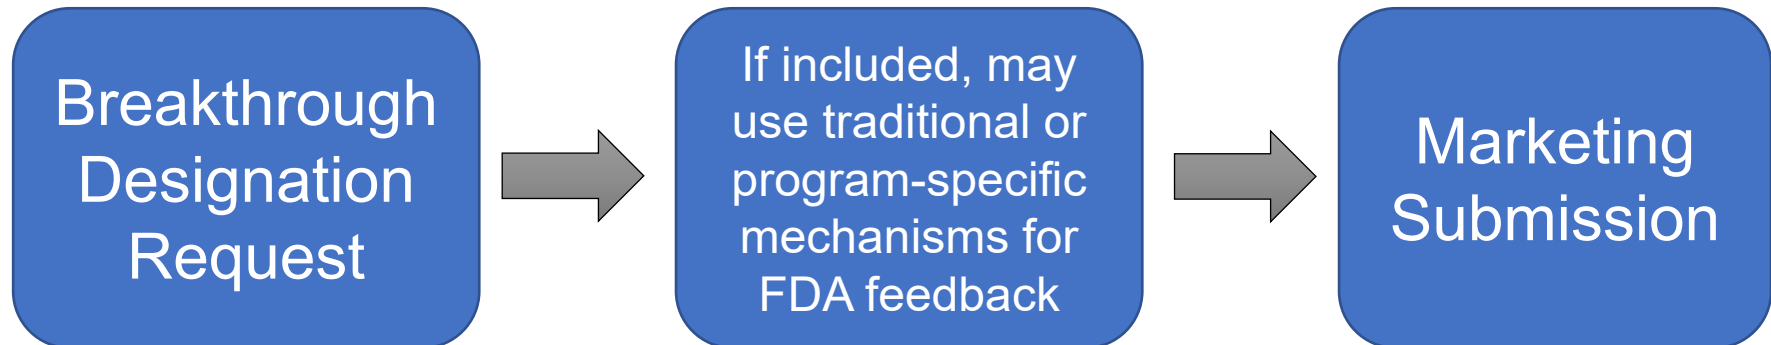 Breakthrough
Designation
Request
If included, may
use traditional or
program-specific
mechanisms for
FDA feedback
Marketing
Submission